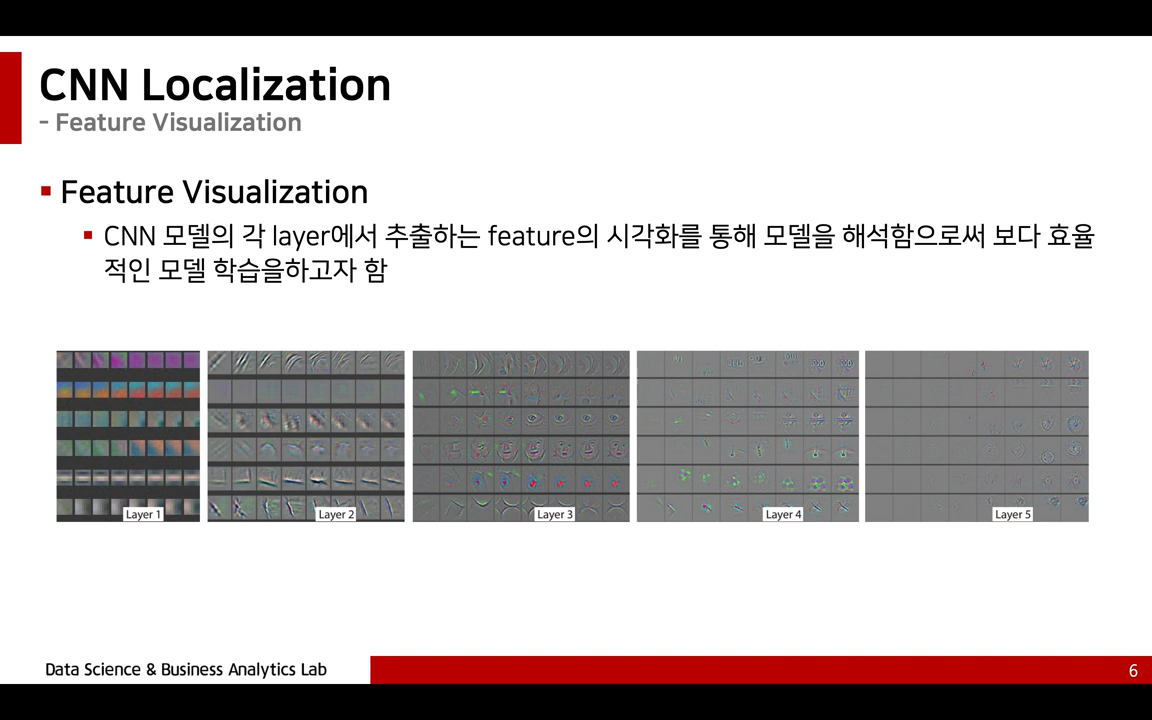 CNN Localization
- Feature Visualization
Feature Visualization
CNN 모델의 각 layer에서 추출하는 feature의 시각화를 통해 모델을 해석함으로써 보다 효율
적인 모델 학습을하고자 함
Layer 1
Layer 2
Layer 3
Layer 4
Layer 5
Data Science & Business Analytics Lab
6